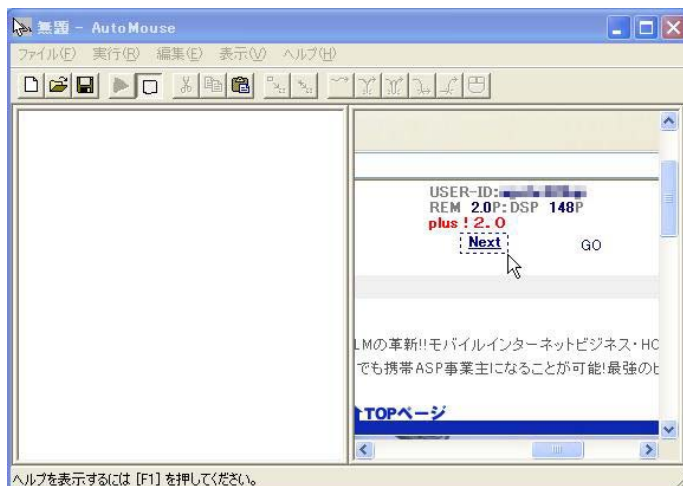 無題 - AutoMouse
ファイル(F) 実行(R) 編集(E) 表示(V) ヘルプ(H)
USER-ID:
REM 2.0P:DSP 148P
plus !2.0
Next GO
LMの革新!!モバイルインターネットビジネス・HO
でも携帯ASP事業主になることが可能!最強のビ
TOPページ
ヘルプを表示するには [F1] を押してください。